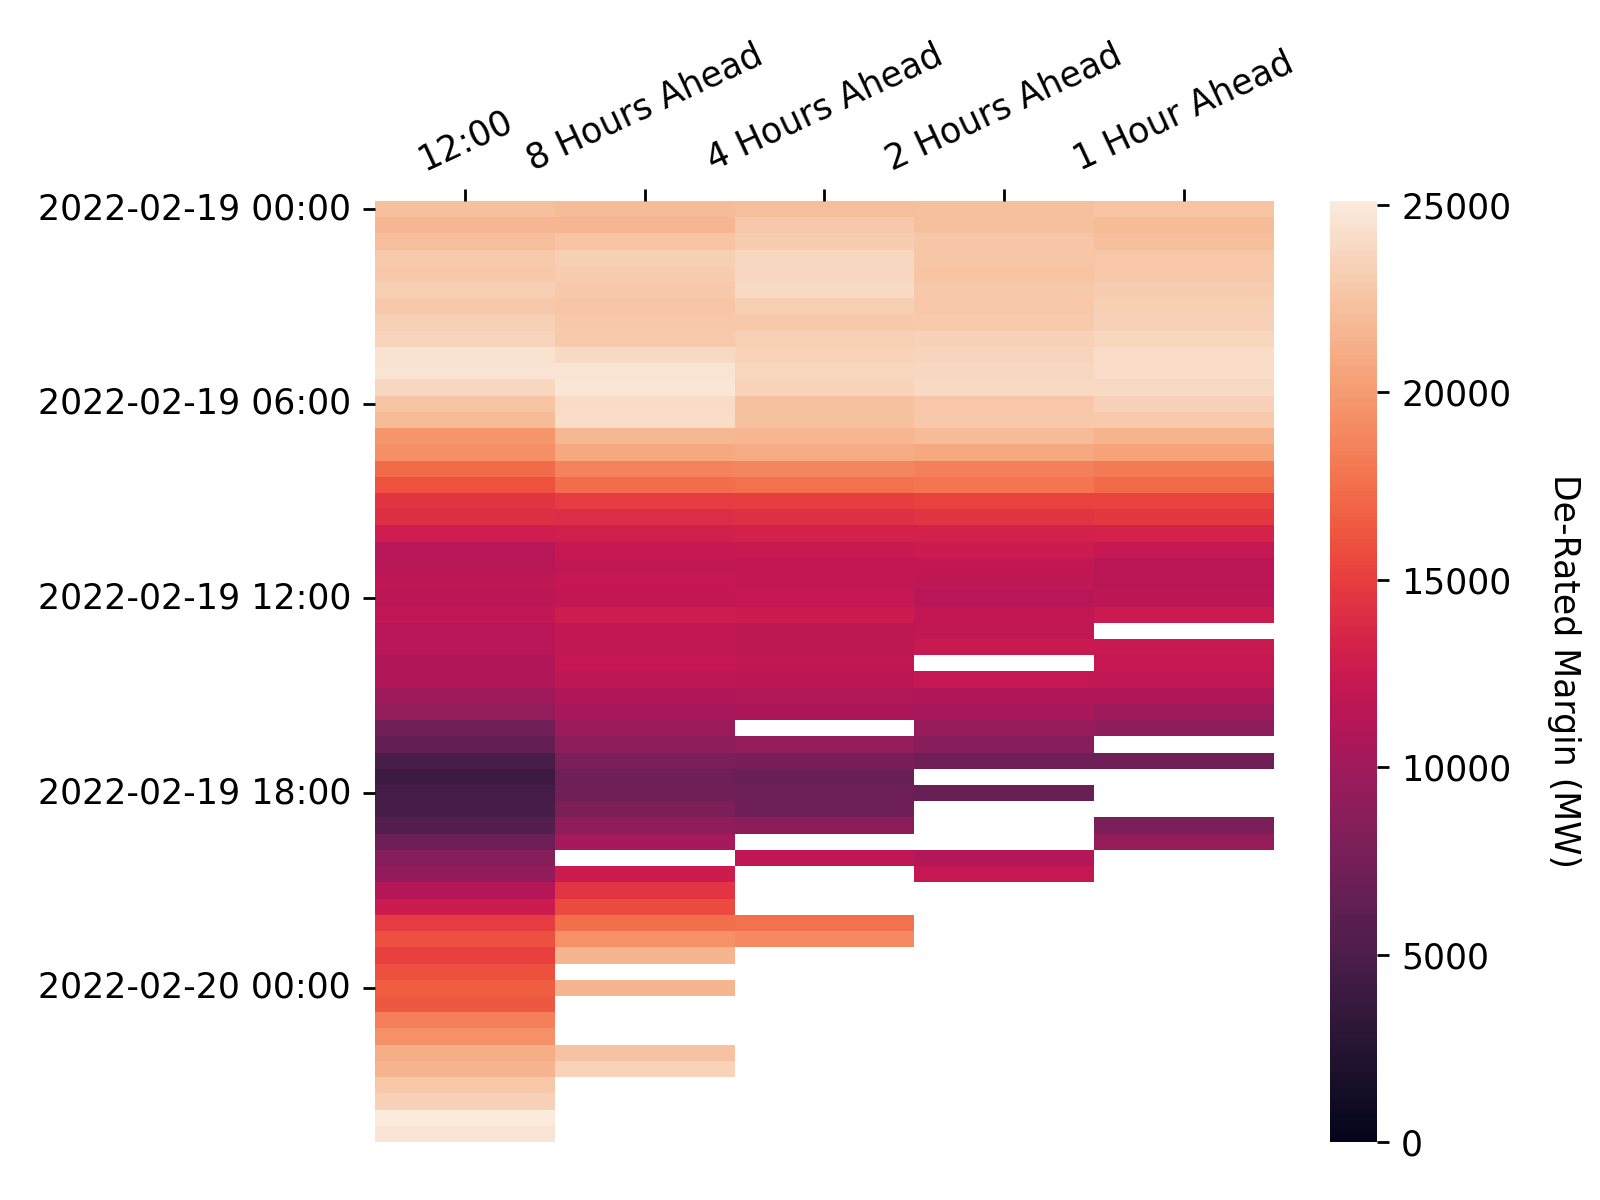 12:00
8 Hours Ahead
4 Hours Ahead
2 Hours Ahead
1 Hour Ahead
2022-02-19 00:00
2022-02-19 06:00
2022-02-19 12:00
2022-02-19 18:00
2022-02-20 00:00
25000
20000
15000
10000
5000
0
De-Rated Margin (MW)